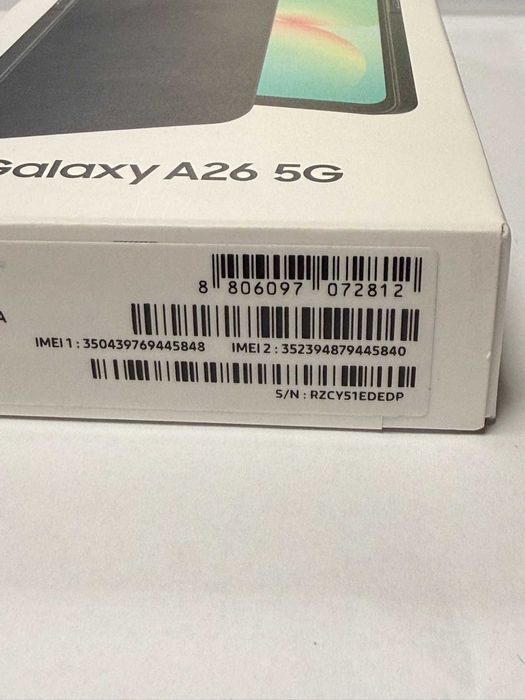 Galaxy A26 5G
8 806097 072812
A
IMEI 1 : 350439769445848 IMEI 2 : 352394879445840
S/N : RZCY51EDEDP